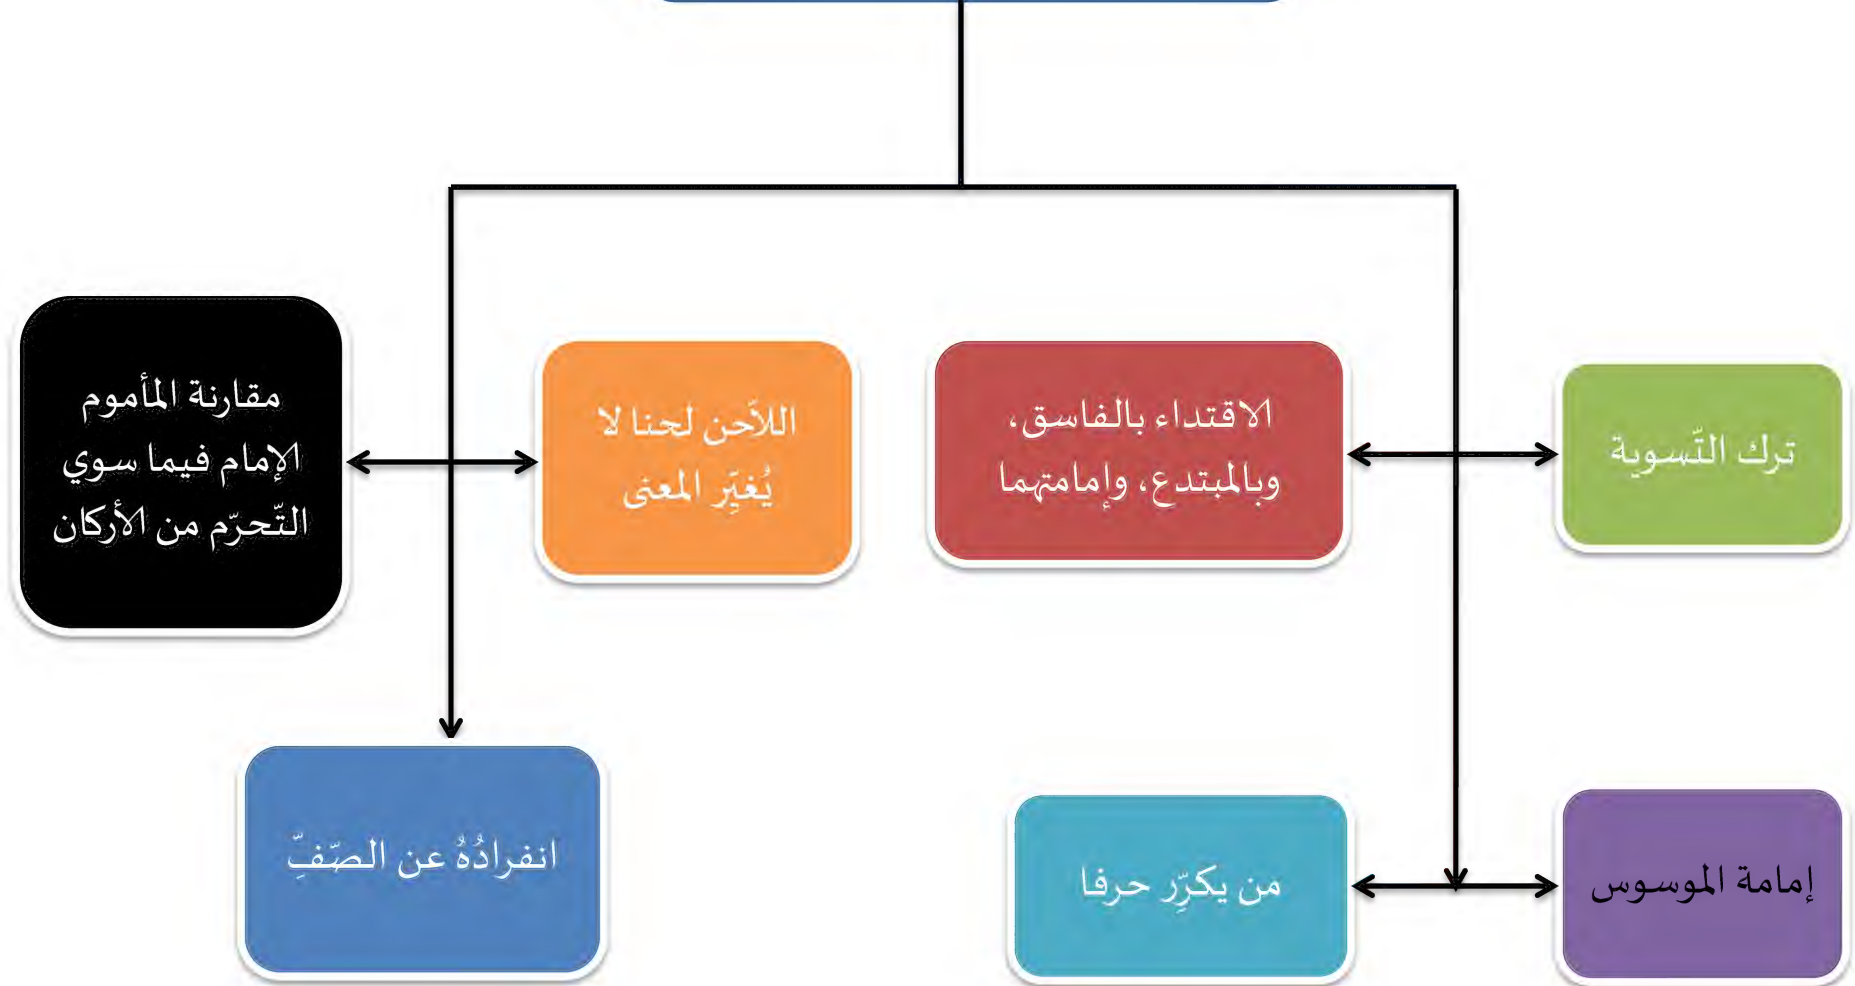 ترك التّسوية
الاقتداء بالفاسق،
وبالمبتدع، وإمامتهما
اللاّحن لحنا لا
يُغيِّر المعنى
مقارنة المأموم
الإمام فيما سوي
التّحرّم من الأركان
إمامة الموسوس
من يكرِّر حرفا
انفرادُهُ عن الصّفِّ